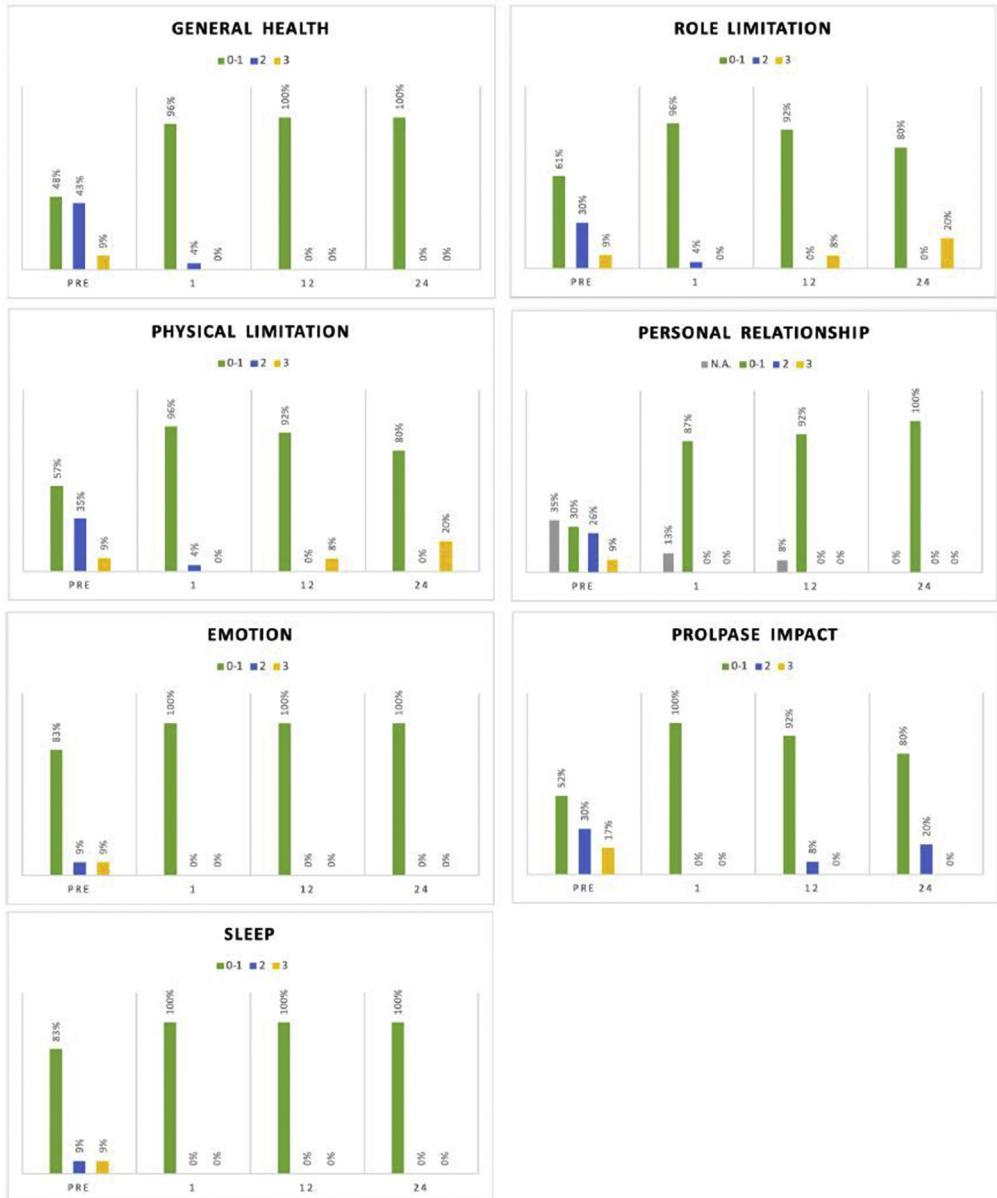 GENERAL HEALTH
0-1 2 3
48% 43% 9% 96% 4% 0% 100% 0% 0% 100% 0% 0%
PRE 1 12 24
ROLE LIMITATION
0-1 2 3
61% 30% 9% 96% 4% 0% 92% 0% 8% 80% 0% 20%
PRE 1 12 24
PHYSICAL LIMITATION
0-1 2 3
57% 35% 9% 96% 4% 0% 92% 0% 8% 80% 0% 20%
PRE 1 12 24
PERSONAL RELATIONSHIP
N.A. 0-1 2 3
35% 30% 26% 9% 13% 87% 0% 0% 8% 92% 0% 0% 0% 100% 0% 0%
PRE 1 12 24
EMOTION
0-1 2 3
83% 9% 9% 100% 0% 0% 100% 0% 0% 100% 0% 0%
PRE 1 12 24
PROLPASE IMPACT
0-1 2 3
52% 30% 17% 100% 0% 0% 92% 8% 0% 80% 20% 0%
PRE 1 12 24
SLEEP
0-1 2 3
83% 9% 9% 100% 0% 0% 100% 0% 0% 100% 0% 0%
PRE 1 12 24